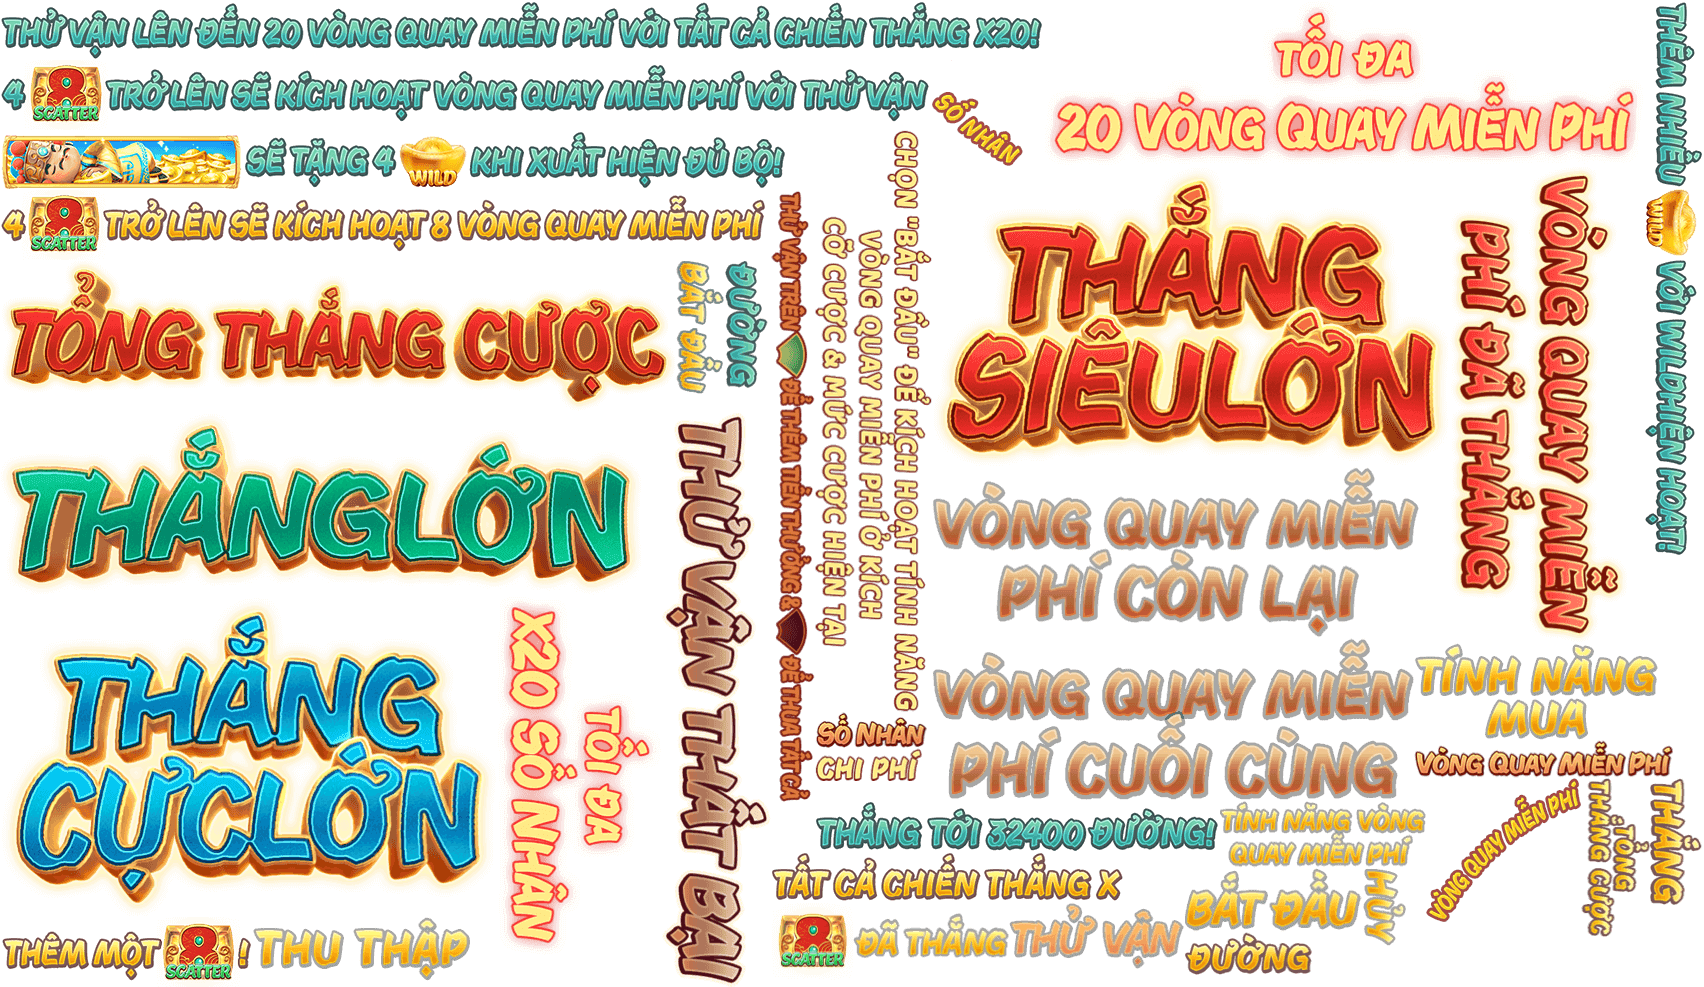 THỬ VẬN LÊN ĐẾN 20 VÒNG QUAY MIỄN PHÍ VỚI TẤT CẢ CHIẾN THẮNG X20!
4 8 SCATTER TRỞ LÊN SẼ KÍCH HOẠT VÒNG QUAY MIỄN PHÍ VỚI THỬ VẬN
SẼ TẶNG 4 WILD KHI XUẤT HIỆN ĐỦ BỘ!
4 8 SCATTER TRỞ LÊN SẼ KÍCH HOẠT 8 VÒNG QUAY MIỄN PHÍ
TỔNG THẮNG CƯỢC
ĐƯỜNG
BẮT ĐẦU
THẮNG LỚN
THẮNG
CỰC LỚN
TỐI ĐA
X20 SỐ NHÂN
THÊM MỘT 8 SCATTER !
THU THẬP
THỬ VẬN THẤT BẠI
THỬ VẬN TRÊN ĐỂ THÊM TIỀN THƯỞNG & ĐỂ THUA TẤT CẢ
CHỌN "BẮT ĐẦU" ĐỂ KÍCH HOẠT TÍNH NĂNG
VÒNG QUAY MIỄN PHÍ Ở KÍCH
CỠ CƯỢC & MỨC CƯỢC HIỆN TẠI
SỐ NHÂN
SỐ NHÂN
CHI PHÍ
TỐI ĐA
20 VÒNG QUAY MIỄN PHÍ
THẮNG
SIÊU LỚN
VÒNG QUAY MIỄN
PHÍ ĐÃ THẮNG
THÊM NHIỀU WILD VỚI WILD HIỆN HOẠT!
VÒNG QUAY MIỄN
PHÍ CÒN LẠI
VÒNG QUAY MIỄN
PHÍ CUỐI CÙNG
TÍNH NĂNG
MUA
VÒNG QUAY MIỄN PHÍ
THẮNG TỚI 32400 ĐƯỜNG!
TÍNH NĂNG VÒNG
QUAY MIỄN PHÍ
TẤT CẢ CHIẾN THẮNG X
8 SCATTER ĐÃ THẮNG
THỬ VẬN
BẮT ĐẦU
HỦY
ĐƯỜNG
VÒNG QUAY MIỄN PHÍ
TỔNG
THẮNG CƯỢC
THẮNG